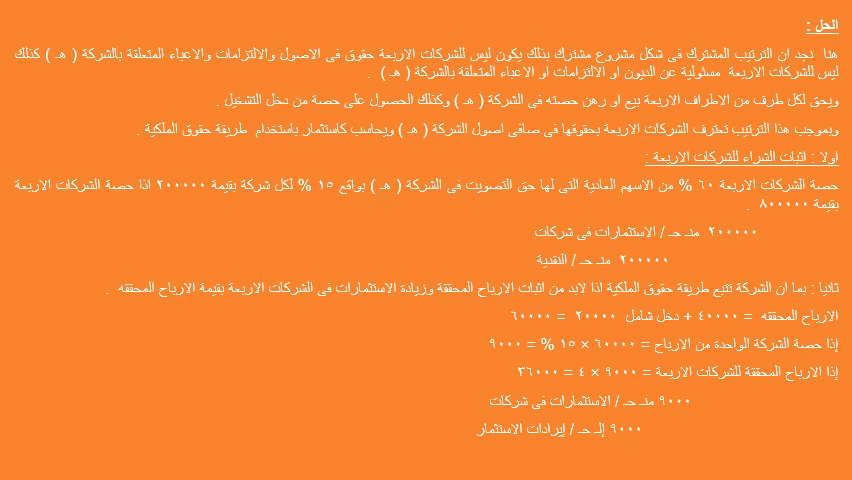 الحل :
هنا نجد ان الترتيب المشترك فى شكل مشروع مشترك بذلك يكون ليس للشركات الاربعة حقوق فى الاصول والالتزامات والاعباء المتعلقة بالشركة ( هـ ) كذلك
ليس للشركات الاربعة مسئولية عن الديون او الالتزامات او الاعباء المتعلقة بالشركة ( هـ ) .
ويحق لكل طرف من الاطراف الاربعة بيع او رهن حصته فى الشركة ( هـ ) وكذلك الحصول على حصة من دخل التشغيل .
وبموجب هذا الترتيب تعترف الشركات الاربعة بحقوقها فى صافى اصول الشركة ( هـ ) ويحاسب كاستثمار باستخدام طريقة حقوق الملكية .
اولا : اثبات الشراء للشركات الاربعة :
حصة الشركات الاربعة ٦٠ % من الاسهم العادية التى لها حق التصويت فى الشركة ( هـ ) بواقع ١٥ % لكل شركة بقيمة ٢٠٠٠٠٠ اذا حصة الشركات الاربعة
بقيمة ٨٠٠٠٠٠ .
٢٠٠٠٠٠ منـ حـ / الاستثمارات فى شركات
٢٠٠٠٠٠ منـ حـ / النقدية
ثانيا : بما ان الشركة تتبع طريقة حقوق الملكية اذا لابد من اثبات الارباح المحققة وزيادة الاستثمارات فى الشركات الاربعة بقيمة الارباح المحققه .
الارباح المحققه = ٤٠٠٠٠ + دخل شامل ٢٠٠٠٠ = ٦٠٠٠٠
إذا حصة الشركة الواحدة من الارباح = ٦٠٠٠٠ × ١٥ % = ٩٠٠٠
إذا الارباح المحققة للشركات الاربعة = ٩٠٠٠ × ٤ = ٣٦٠٠٠
٩٠٠٠ منـ حـ / الاستثمارات فى شركات
٩٠٠٠ إلـ حـ / إيرادات الاستثمار